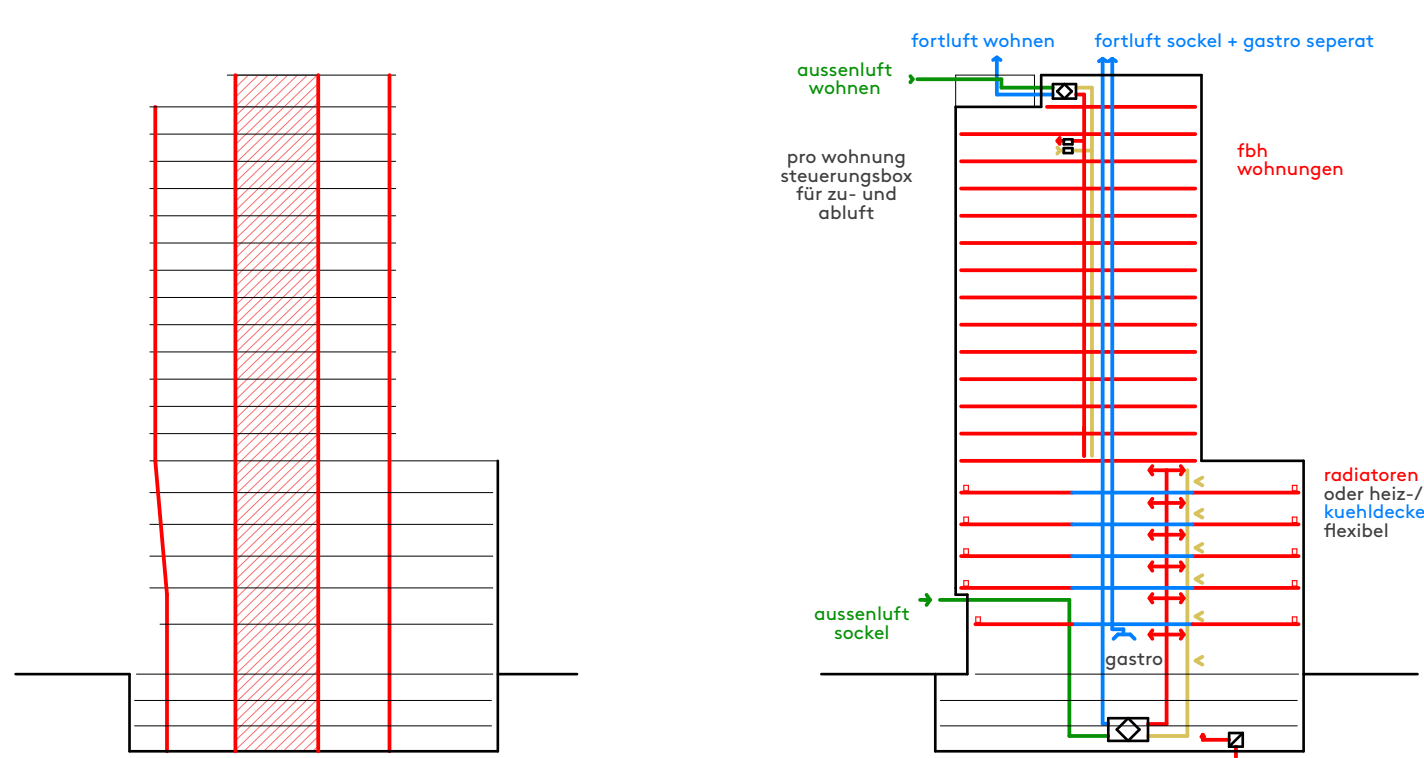 fortluft wohnen
fortluft sockel + gastro seperat
aussenluft
wohnen
pro wohnung
steuerungsbox
für zu- und
abluft
fbh
wohnungen
radiatoren
oder heiz-/
kuehldecke
flexibel
aussenluft
sockel
gastro